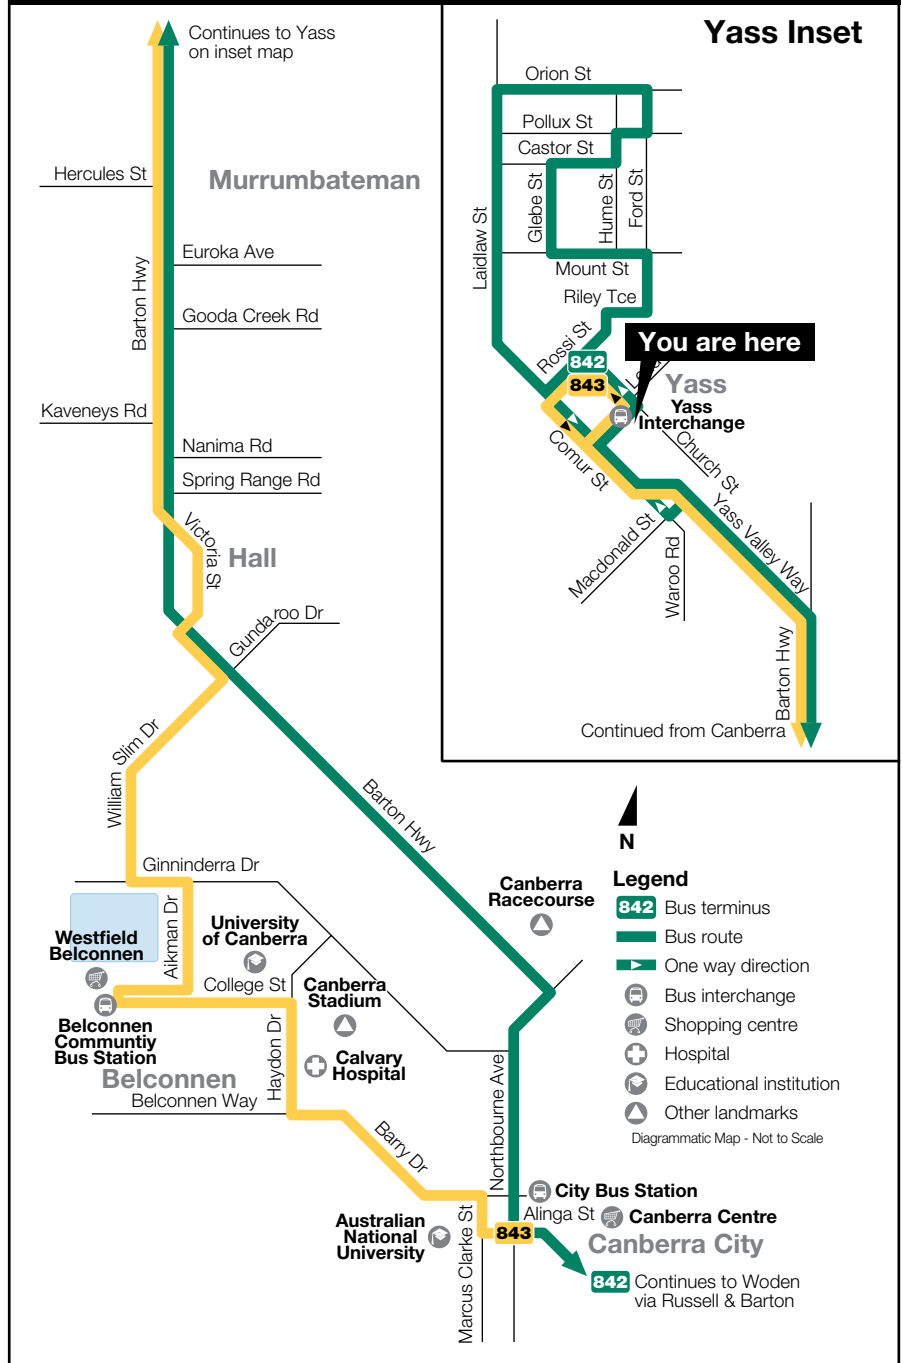 Continues to Yass
on inset map
Hercules St
Murrumbateman
Euroka Ave
Barton Hwy
Gooda Creek Rd
Kaveneys Rd
Nanima Rd
Spring Range Rd
Victoria St
Hall
Gundaroo Dr
William Slim Dr
Barton Hwy
Ginninderra Dr
Aikman Dr
Westfield
Belconnen
University
of Canberra
College St
Canberra
Stadium
Canberra
Racecourse
Belconnen
Communtiy
Bus Station
Haydon Dr
Calvary
Hospital
Belconnen
Belconnen Way
Barry Dr
Northbourne Ave
City Bus Station
Alinga St
Canberra Centre
Australian
National
University
Marcus Clarke St
843
Canberra City
842
Continues to Woden
via Russell & Barton
Yass Inset
Orion St
Pollux St
Castor St
Glebe St
Hume St
Ford St
Laidlaw St
Mount St
Riley Tce
Rossi St
You are here
842
843
Yass
Yass
Interchange
Church St
Comur St
Macdonald St
Waroo Rd
Yass Valley Way
Barton Hwy
Continued from Canberra
N
Legend
842 Bus terminus
Bus route
One way direction
Bus interchange
Shopping centre
Hospital
Educational institution
Other landmarks
Diagrammatic Map - Not to Scale